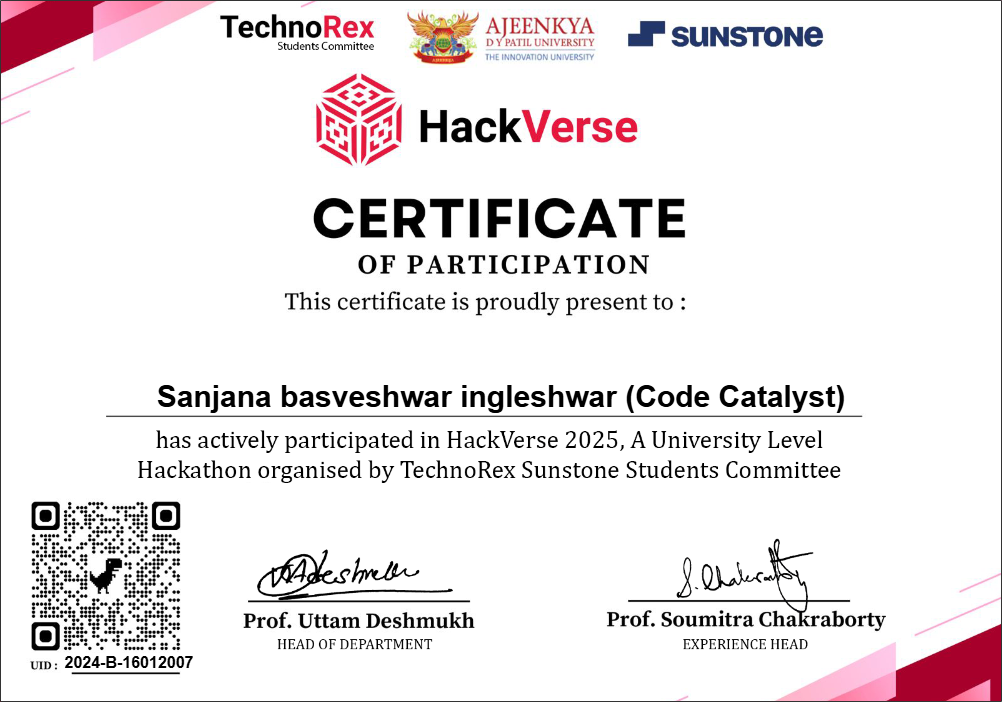 TechnoRex
Students Committee
AJEENKYA
D Y PATIL UNIVERSITY
THE INNOVATION UNIVERSITY
AJEENKYA
SUNSTONE
HackVerse
CERTIFICATE
OF PARTICIPATION
This certificate is proudly present to :
Sanjana basveshwar ingleshwar (Code Catalyst)
has actively participated in HackVerse 2025, A University Level
Hackathon organised by TechnoRex Sunstone Students Committee
S. Chakraborty
Prof. Uttam Deshmukh
HEAD OF DEPARTMENT
Prof. Soumitra Chakraborty
EXPERIENCE HEAD
UID : 2024-B-16012007